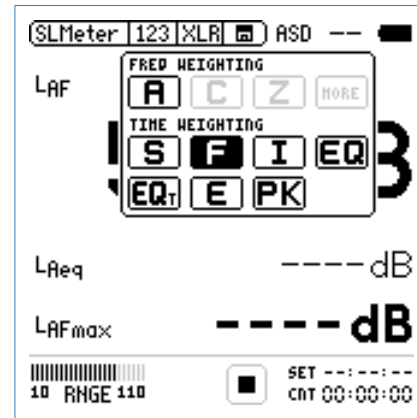 SLMeter 123 XLR ASD --
LAF
FREQ WEIGHTING
A C Z MORE
TIME WEIGHTING
S F I EQ
EQT E PK
LAeq ----dB
LAFmax ----dB
SET --:--:--
10 RNGE 110
CNT 00:00:00